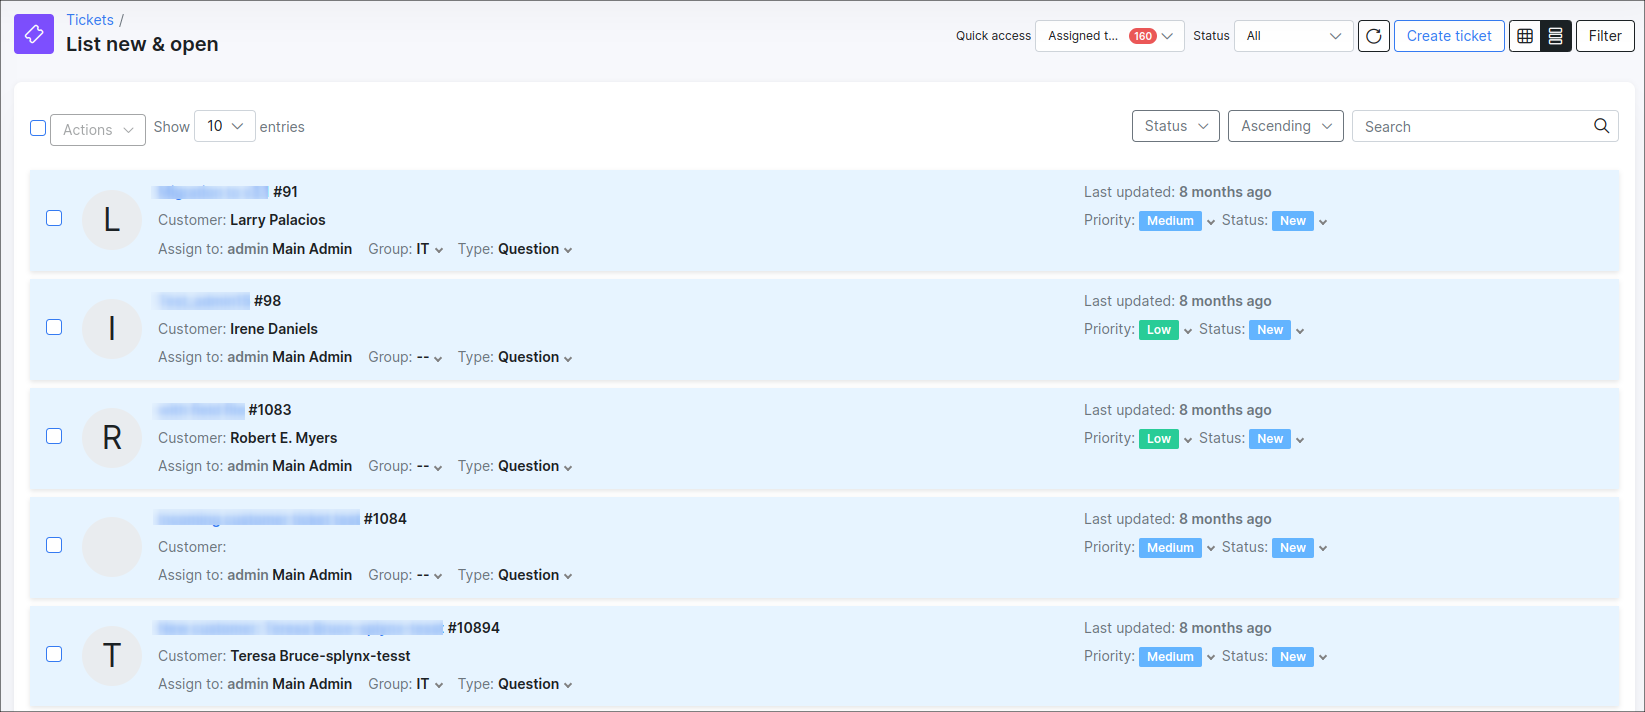 Tickets /
List new & open
Quick access Assigned t... 160 Status All Create ticket Filter
Actions Show 10 entries Status Ascending Search
L
#91
Customer: Larry Palacios
Assign to: admin Main Admin Group: IT Type: Question
Last updated: 8 months ago
Priority: Medium Status: New
I
#98
Customer: Irene Daniels
Assign to: admin Main Admin Group: -- Type: Question
Last updated: 8 months ago
Priority: Low Status: New
R
#1083
Customer: Robert E. Myers
Assign to: admin Main Admin Group: -- Type: Question
Last updated: 8 months ago
Priority: Low Status: New
#1084
Customer:
Assign to: admin Main Admin Group: -- Type: Question
Last updated: 8 months ago
Priority: Medium Status: New
T
#10894
Customer: Teresa Bruce-splynx-tesst
Assign to: admin Main Admin Group: IT Type: Question
Last updated: 8 months ago
Priority: Medium Status: New